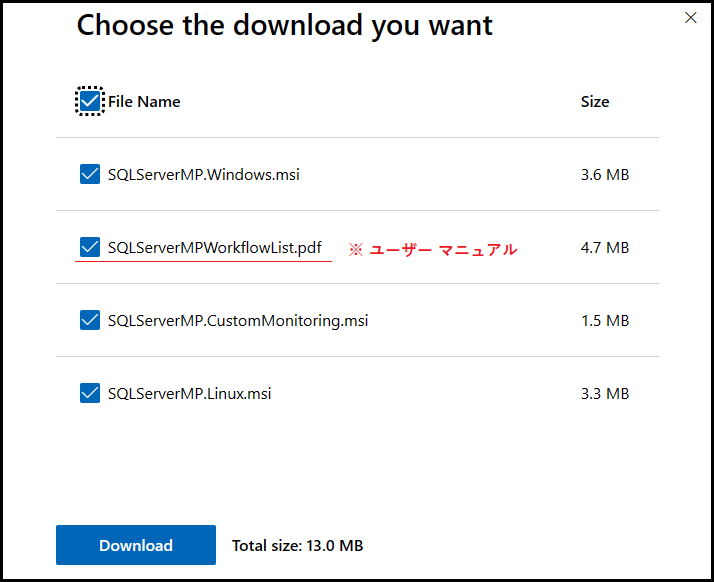 Choose the download you want
File Name Size
SQLServerMP.Windows.msi 3.6 MB
SQLServerMPWorkflowList.pdf ※ ユーザー マニュアル 4.7 MB
SQLServerMP.CustomMonitoring.msi 1.5 MB
SQLServerMP.Linux.msi 3.3 MB
Download Total size: 13.0 MB